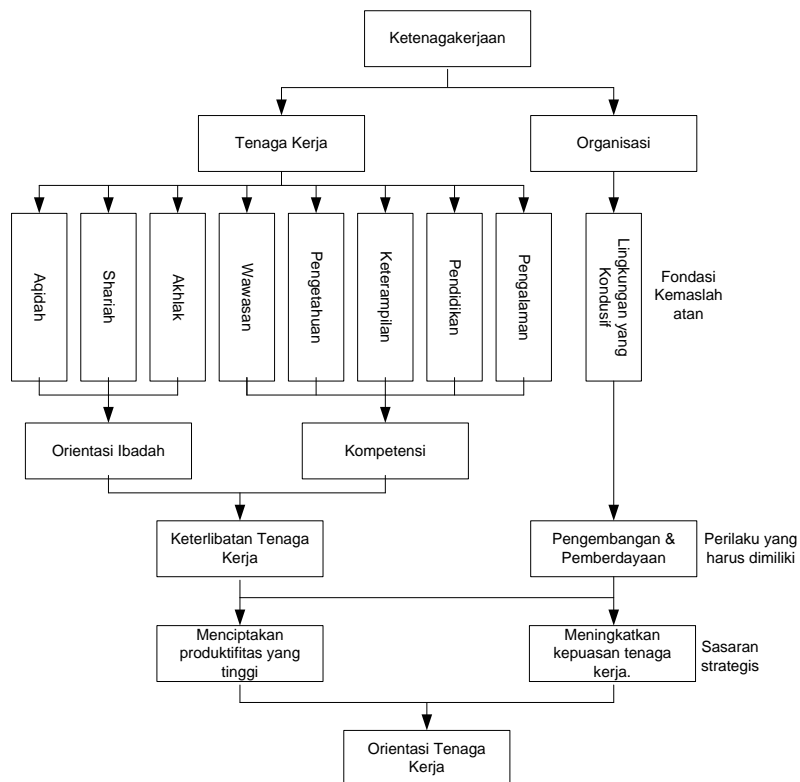 Ketenagakerjaan
Tenaga Kerja
Organisasi
Aqidah
Shariah
Akhlak
Wawasan
Pengetahuan
Keterampilan
Pendidikan
Pengalaman
Lingkungan yang
Kondusif
Fondasi
Kemaslah
atan
Orientasi Ibadah
Kompetensi
Keterlibatan Tenaga
Kerja
Pengembangan &
Pemberdayaan
Perilaku yang
harus dimiliki
Menciptakan
produktifitas yang
tinggi
Meningkatkan
kepuasan tenaga
kerja.
Sasaran
strategis
Orientasi Tenaga
Kerja